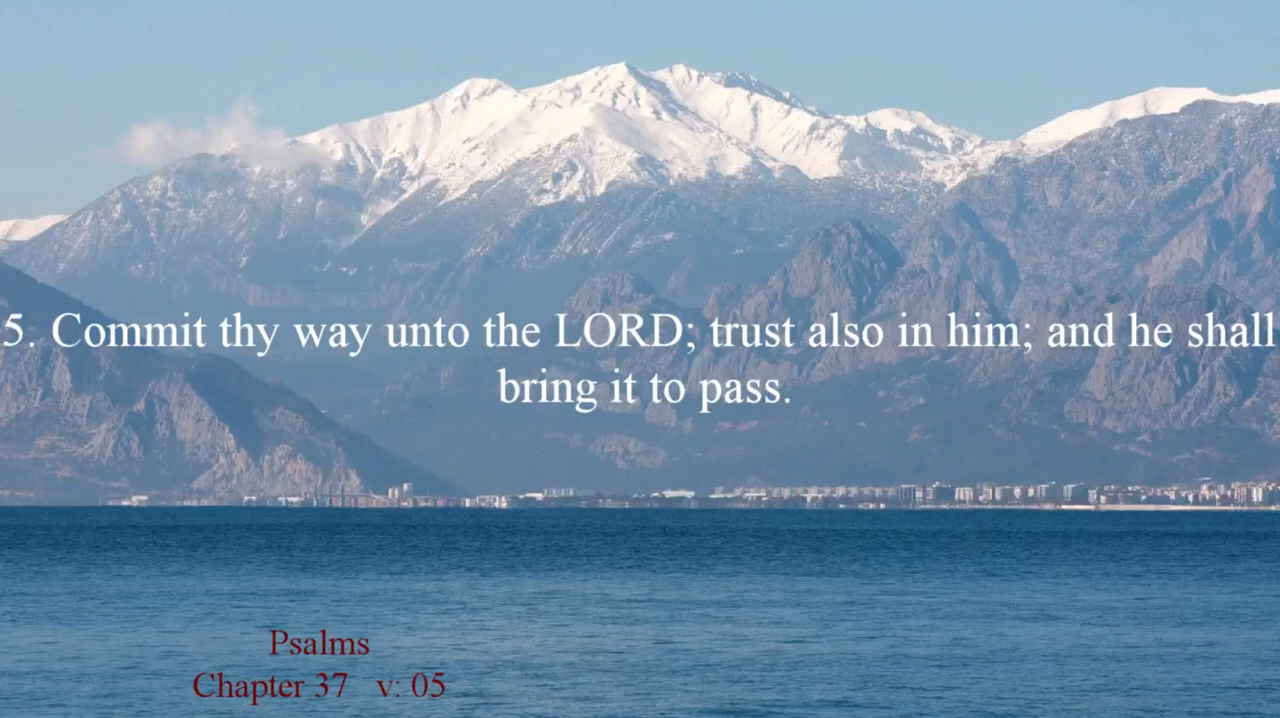 5. Commit thy way unto the LORD; trust also in him; and he shall
bring it to pass.
Psalms
Chapter 37 v: 05